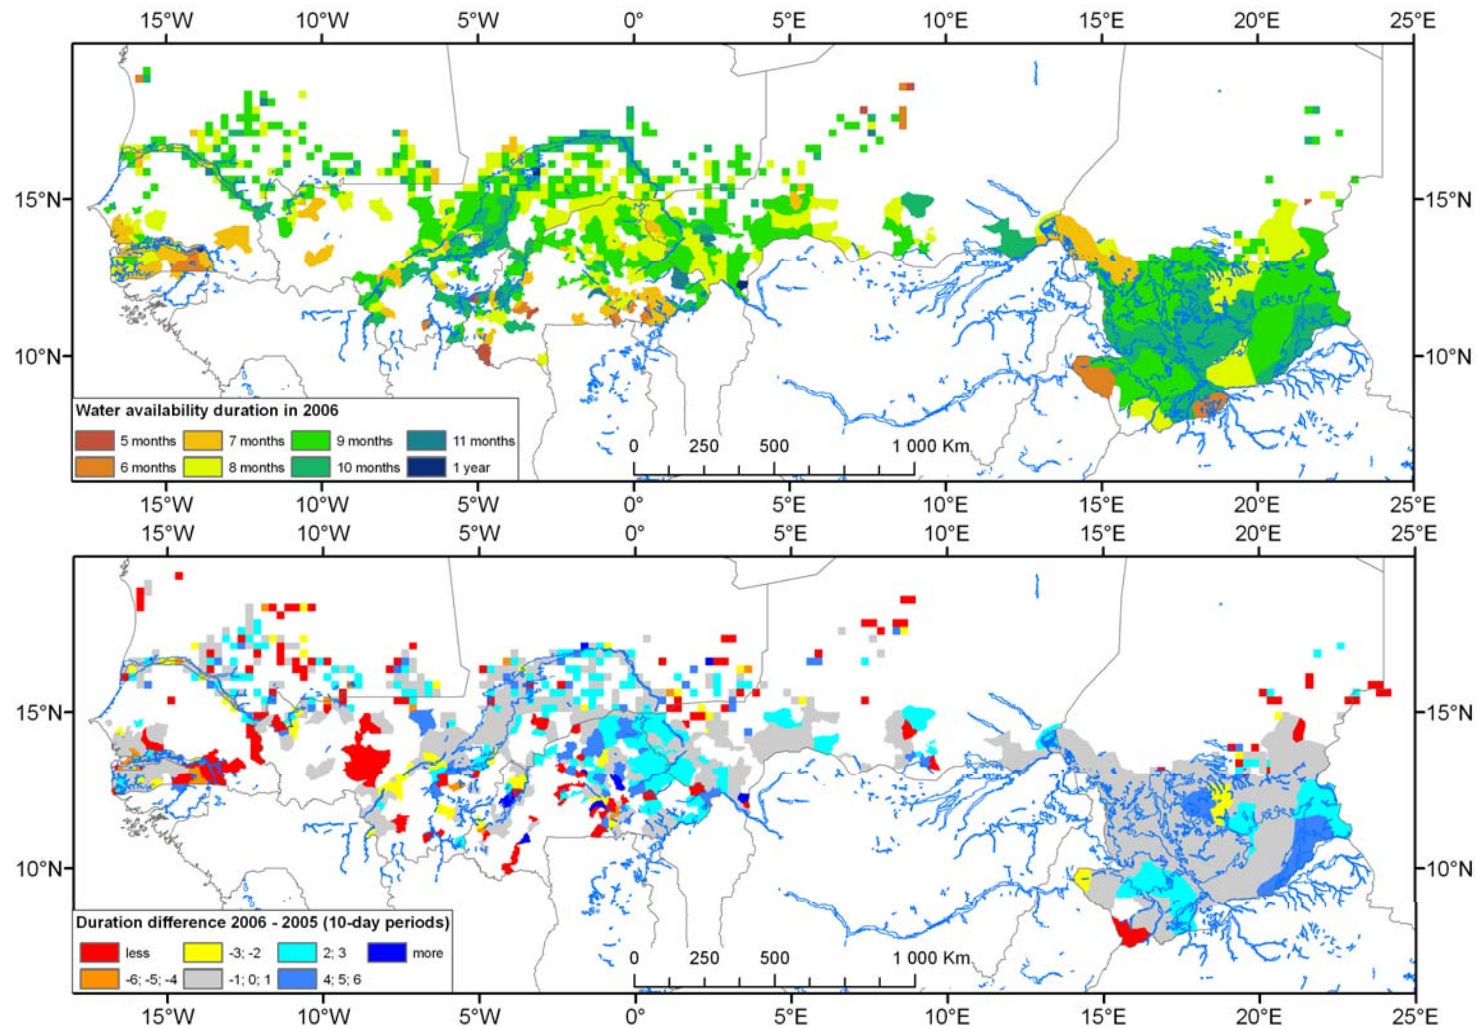 15°W 10°W 5°W 0° 5°E 10°E 15°E 20°E 25°E
15°N 15°N
10°N 10°N
Water availability duration in 2006
5 months 7 months 9 months 11 months
6 months 8 months 10 months 1 year
0 250 500 1000 Km
15°W 10°W 5°W 0° 5°E 10°E 15°E 20°E 25°E
15°W 10°W 5°W 0° 5°E 10°E 15°E 20°E 25°E
15°N 15°N
10°N 10°N
Duration difference 2006 - 2005 (10-day periods)
less -3; -2 2; 3 more
-6; -5; -4 -1; 0; 1 4; 5; 6
0 250 500 1000 Km
15°W 10°W 5°W 0° 5°E 10°E 15°E 20°E 25°E